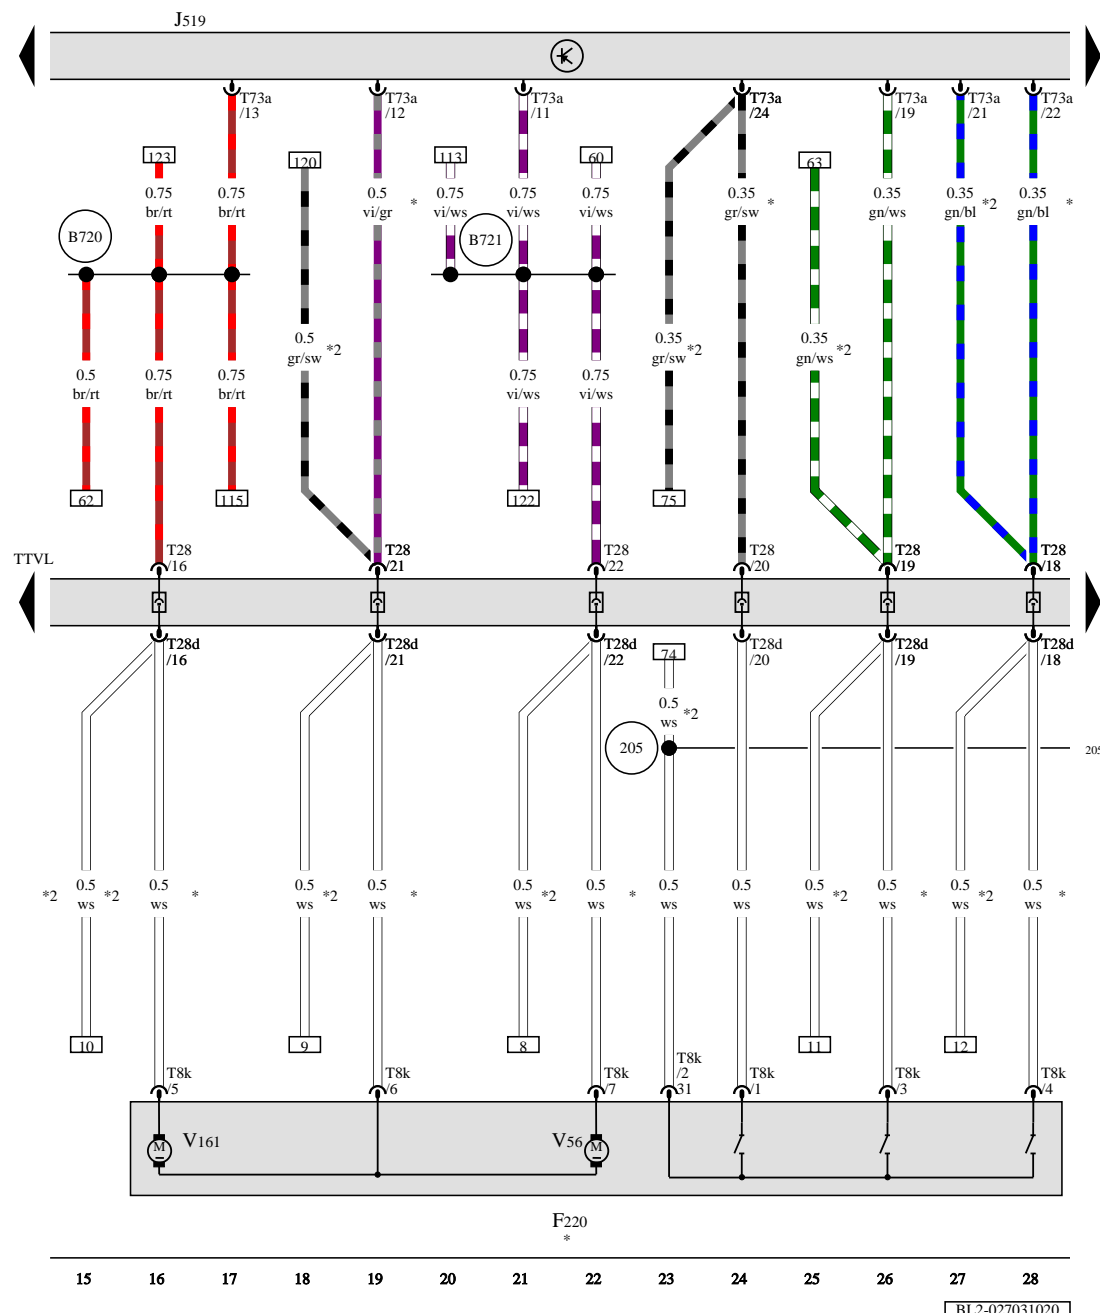 J519
T73a
/13
T73a
/12
T73a
/11
T73a
/24
T73a
/19
T73a
/21
T73a
/22
123
120
113
60
63
0.75
br/rt
0.75
br/rt
0.5
vi/gr
*
0.75
vi/ws
0.75
vi/ws
0.75
vi/ws
0.35
gr/sw
*
0.35
gn/ws
0.35
gn/bl
*2
0.35
gn/bl
*
B720
B721
0.5
gr/sw
*2
0.35
gr/sw
*2
0.35
gn/ws
*2
0.5
br/rt
0.75
br/rt
0.75
br/rt
0.75
vi/ws
0.75
vi/ws
62
115
122
75
TTVL
T28
/16
T28
/21
T28
/22
T28
/20
T28
/19
T28
/18
T28d
/16
T28d
/21
T28d
/22
T28d
/20
T28d
/19
T28d
/18
74
0.5
ws
*2
205
205
*2
0.5
ws
*2
0.5
ws
*
0.5
ws
*2
0.5
ws
*
0.5
ws
*2
0.5
ws
*
0.5
ws
0.5
ws
0.5
ws
*2
0.5
ws
*
0.5
ws
*2
0.5
ws
*
10
9
8
11
12
T8k
/5
T8k
/6
T8k
/7
T8k
/2
31
T8k
/1
T8k
/3
T8k
/4
M
V161
V56
M
F220
*
15 16 17 18 19 20 21 22 23 24 25 26 27 28
BL2-027031020